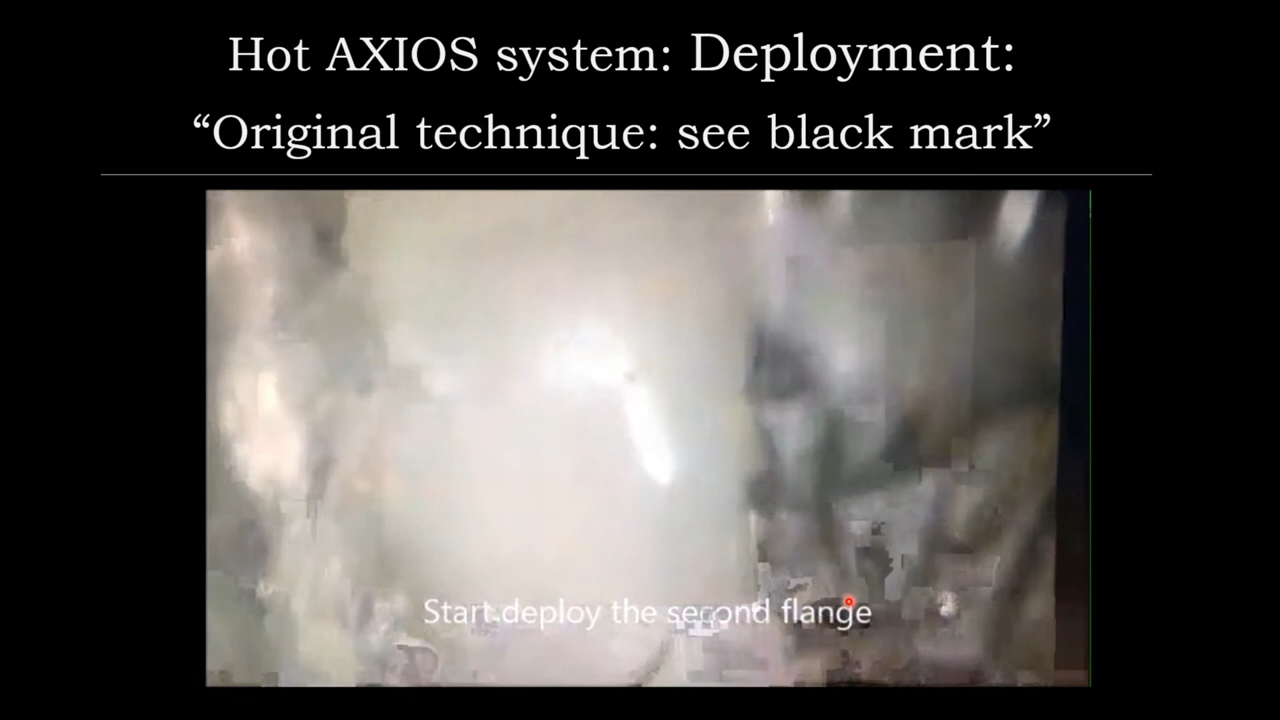 Hot AXIOS system: Deployment:
“Original technique: see black mark”
Start deploy the second flange